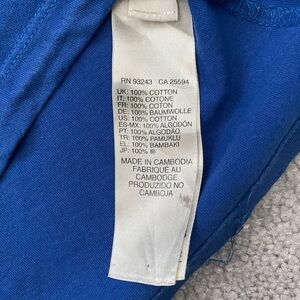 RN 93243 CA 25594
UK: 100% COTTON
IT: 100% COTONE
FR: 100% COTON
DE: 100% BAUMWOLLE
US: 100% COTTON
ES-MX: 100% ALGODÓN
PT: 100% ALGODÃO
TR: 100% PAMUKLU
EL: 100% BAMBAKI
JP: 100%
MADE IN CAMBODIA
FABRIQUÉ AU
CAMBODGE
PRODUZIDO NO
CAMBOJA